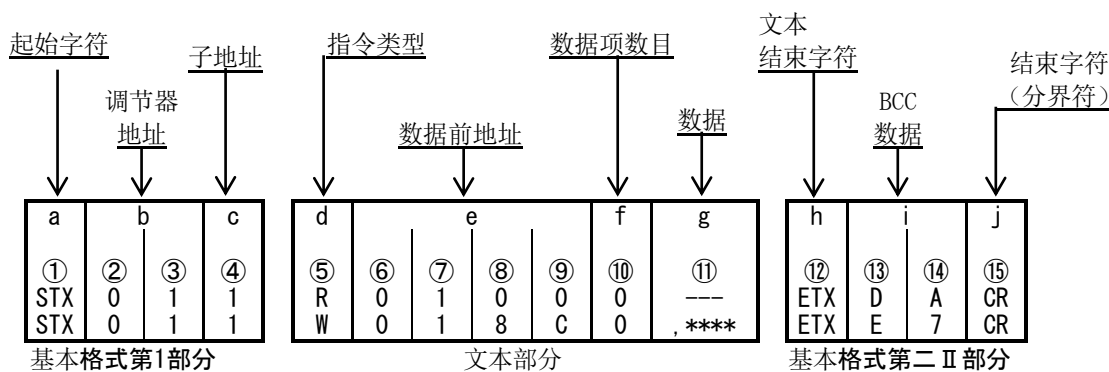 起始字符
调节器
地址
子地址
指令类型
数据前地址
数据项数目
数据
文本
结束字符
BCC
数据
结束字符
（分界符）
a b c d e f g h i j
① ② ③ ④ ⑤ ⑥ ⑦ ⑧ ⑨ ⑩ ⑪ ⑫ ⑬ ⑭ ⑮
STX 0 1 1 R 0 1 0 0 0 --- ETX D A CR
STX 0 1 1 W 0 1 8 C 0 ,**** ETX E 7 CR
基本格式第1部分 文本部分 基本格式第二Ⅱ部分